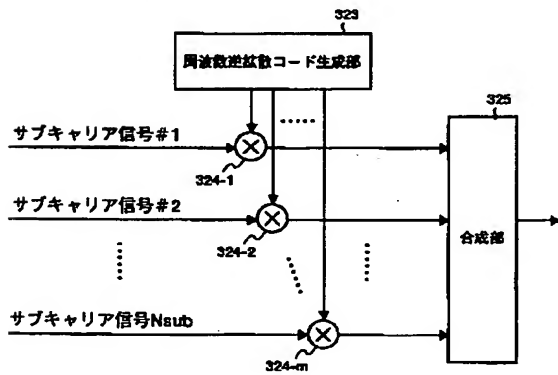 323
周波数逆拡散コード生成部
325
サブキャリア信号#1
324-1
サブキャリア信号#2
324-2
合成部
サブキャリア信号Nsub
324-m